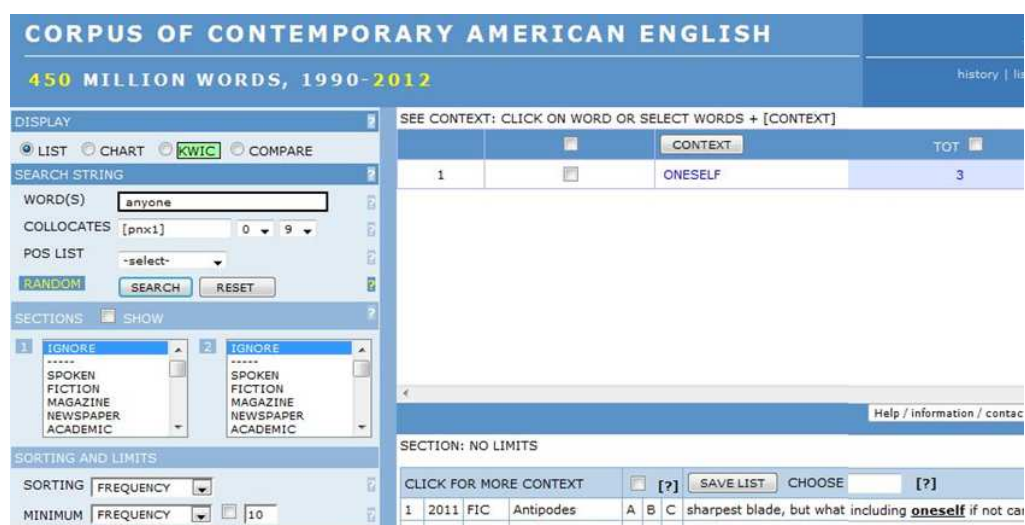 CORPUS OF CONTEMPORARY AMERICAN ENGLISH
450 MILLION WORDS, 1990-2012
history |
DISPLAY ?
LIST CHART KWIC COMPARE
SEARCH STRING ?
WORD(S) anyone ?
COLLOCATES [pnx1] 0 9 ?
POS LIST -select- ?
RANDOM SEARCH RESET ?
SECTIONS SHOW ?
1 IGNORE 2 IGNORE
----- -----
SPOKEN SPOKEN
FICTION FICTION
MAGAZINE MAGAZINE
NEWSPAPER NEWSPAPER
ACADEMIC ACADEMIC
SORTING AND LIMITS
SORTING FREQUENCY ?
MINIMUM FREQUENCY 10 ?
SEE CONTEXT: CLICK ON WORD OR SELECT WORDS + [CONTEXT]
CONTEXT TOT
1 ONESELF 3
Help / information / contac
SECTION: NO LIMITS
CLICK FOR MORE CONTEXT [?] SAVE LIST CHOOSE [?]
1 2011 FIC Antipodes A B C sharpest blade, but what including oneself if not